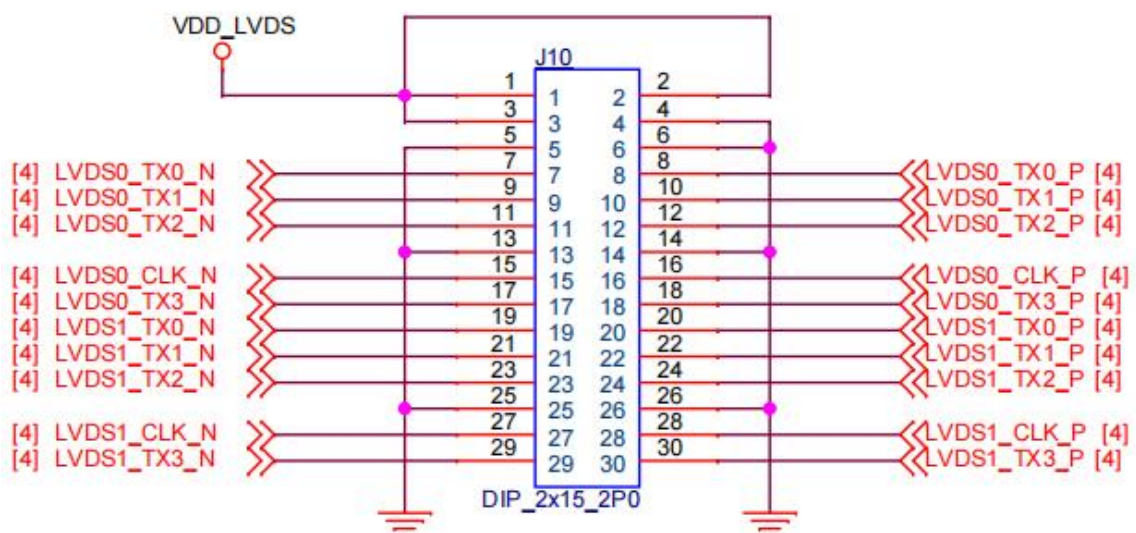 VDD_LVDS
J10
1 1 2 2
3 3 4 4
5 5 6 6
[4] LVDS0_TX0_N 7 7 8 8 LVDS0_TX0_P [4]
[4] LVDS0_TX1_N 9 9 10 10 LVDS0_TX1_P [4]
[4] LVDS0_TX2_N 11 11 12 12 LVDS0_TX2_P [4]
13 13 14 14
[4] LVDS0_CLK_N 15 15 16 16 LVDS0_CLK_P [4]
[4] LVDS0_TX3_N 17 17 18 18 LVDS0_TX3_P [4]
[4] LVDS1_TX0_N 19 19 20 20 LVDS1_TX0_P [4]
[4] LVDS1_TX1_N 21 21 22 22 LVDS1_TX1_P [4]
[4] LVDS1_TX2_N 23 23 24 24 LVDS1_TX2_P [4]
25 25 26 26
[4] LVDS1_CLK_N 27 27 28 28 LVDS1_CLK_P [4]
[4] LVDS1_TX3_N 29 29 30 30 LVDS1_TX3_P [4]
DIP_2x15_2P0